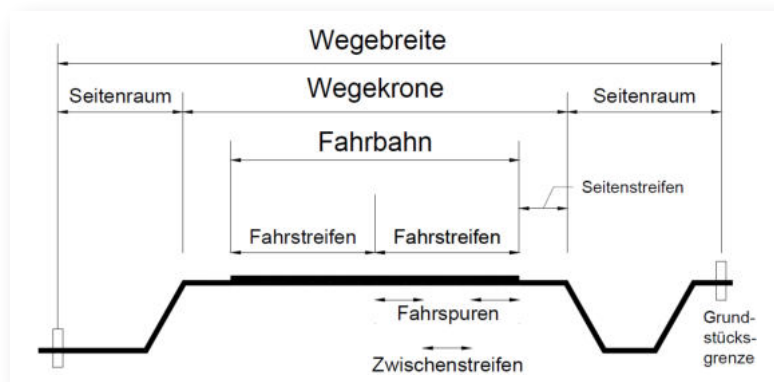 Wegebreite
Seitenraum
Wegekrone
Seitenraum
Fahrbahn
Seitenstreifen
Fahrstreifen
Fahrstreifen
Fahrspuren
Zwischenstreifen
Grund-
stücks-
grenze